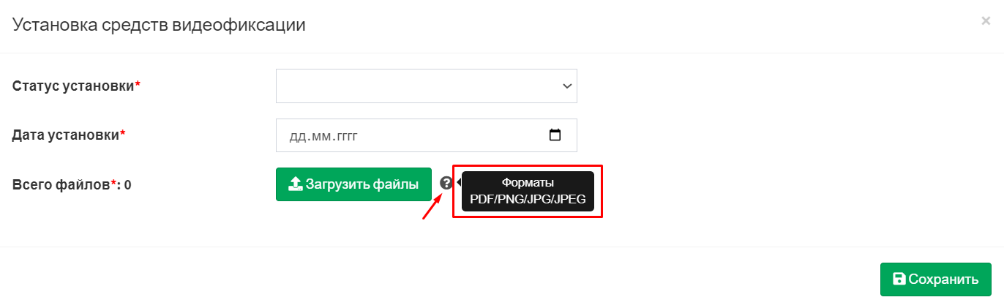 Установка средств видеофиксации
×
Статус установки*
Дата установки*
дд.мм.гггг
Всего файлов*: 0
Загрузить файлы
?
Форматы
PDF/PNG/JPG/JPEG
Сохранить